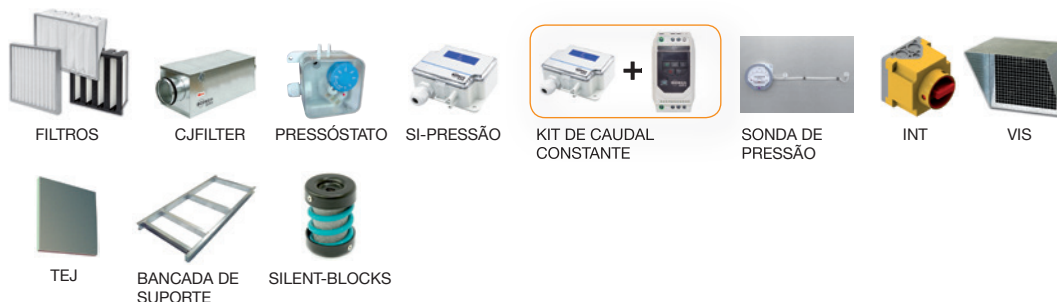 FILTROS
CJFILTER
PRESSÓSTATO
SI-PRESSÃO
KIT DE CAUDAL
CONSTANTE
SONDA DE
PRESSÃO
INT
VIS
TEJ
BANCADA DE
SUPORTE
SILENT-BLOCKS